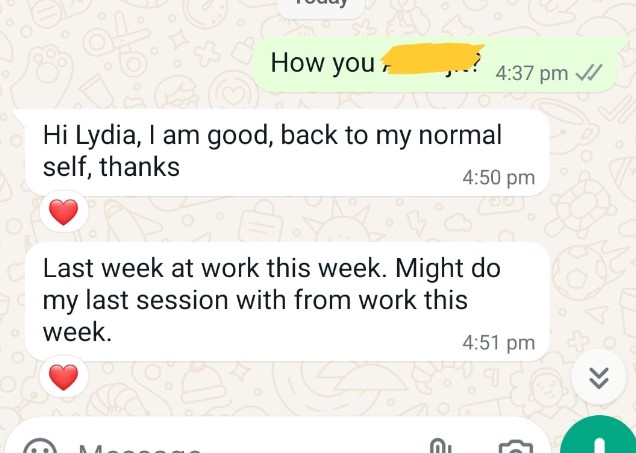 Today
How you ?
4:37 pm
Hi Lydia, I am good, back to my normal
self, thanks
4:50 pm
Last week at work this week. Might do
my last session with from work this
week.
4:51 pm
Message